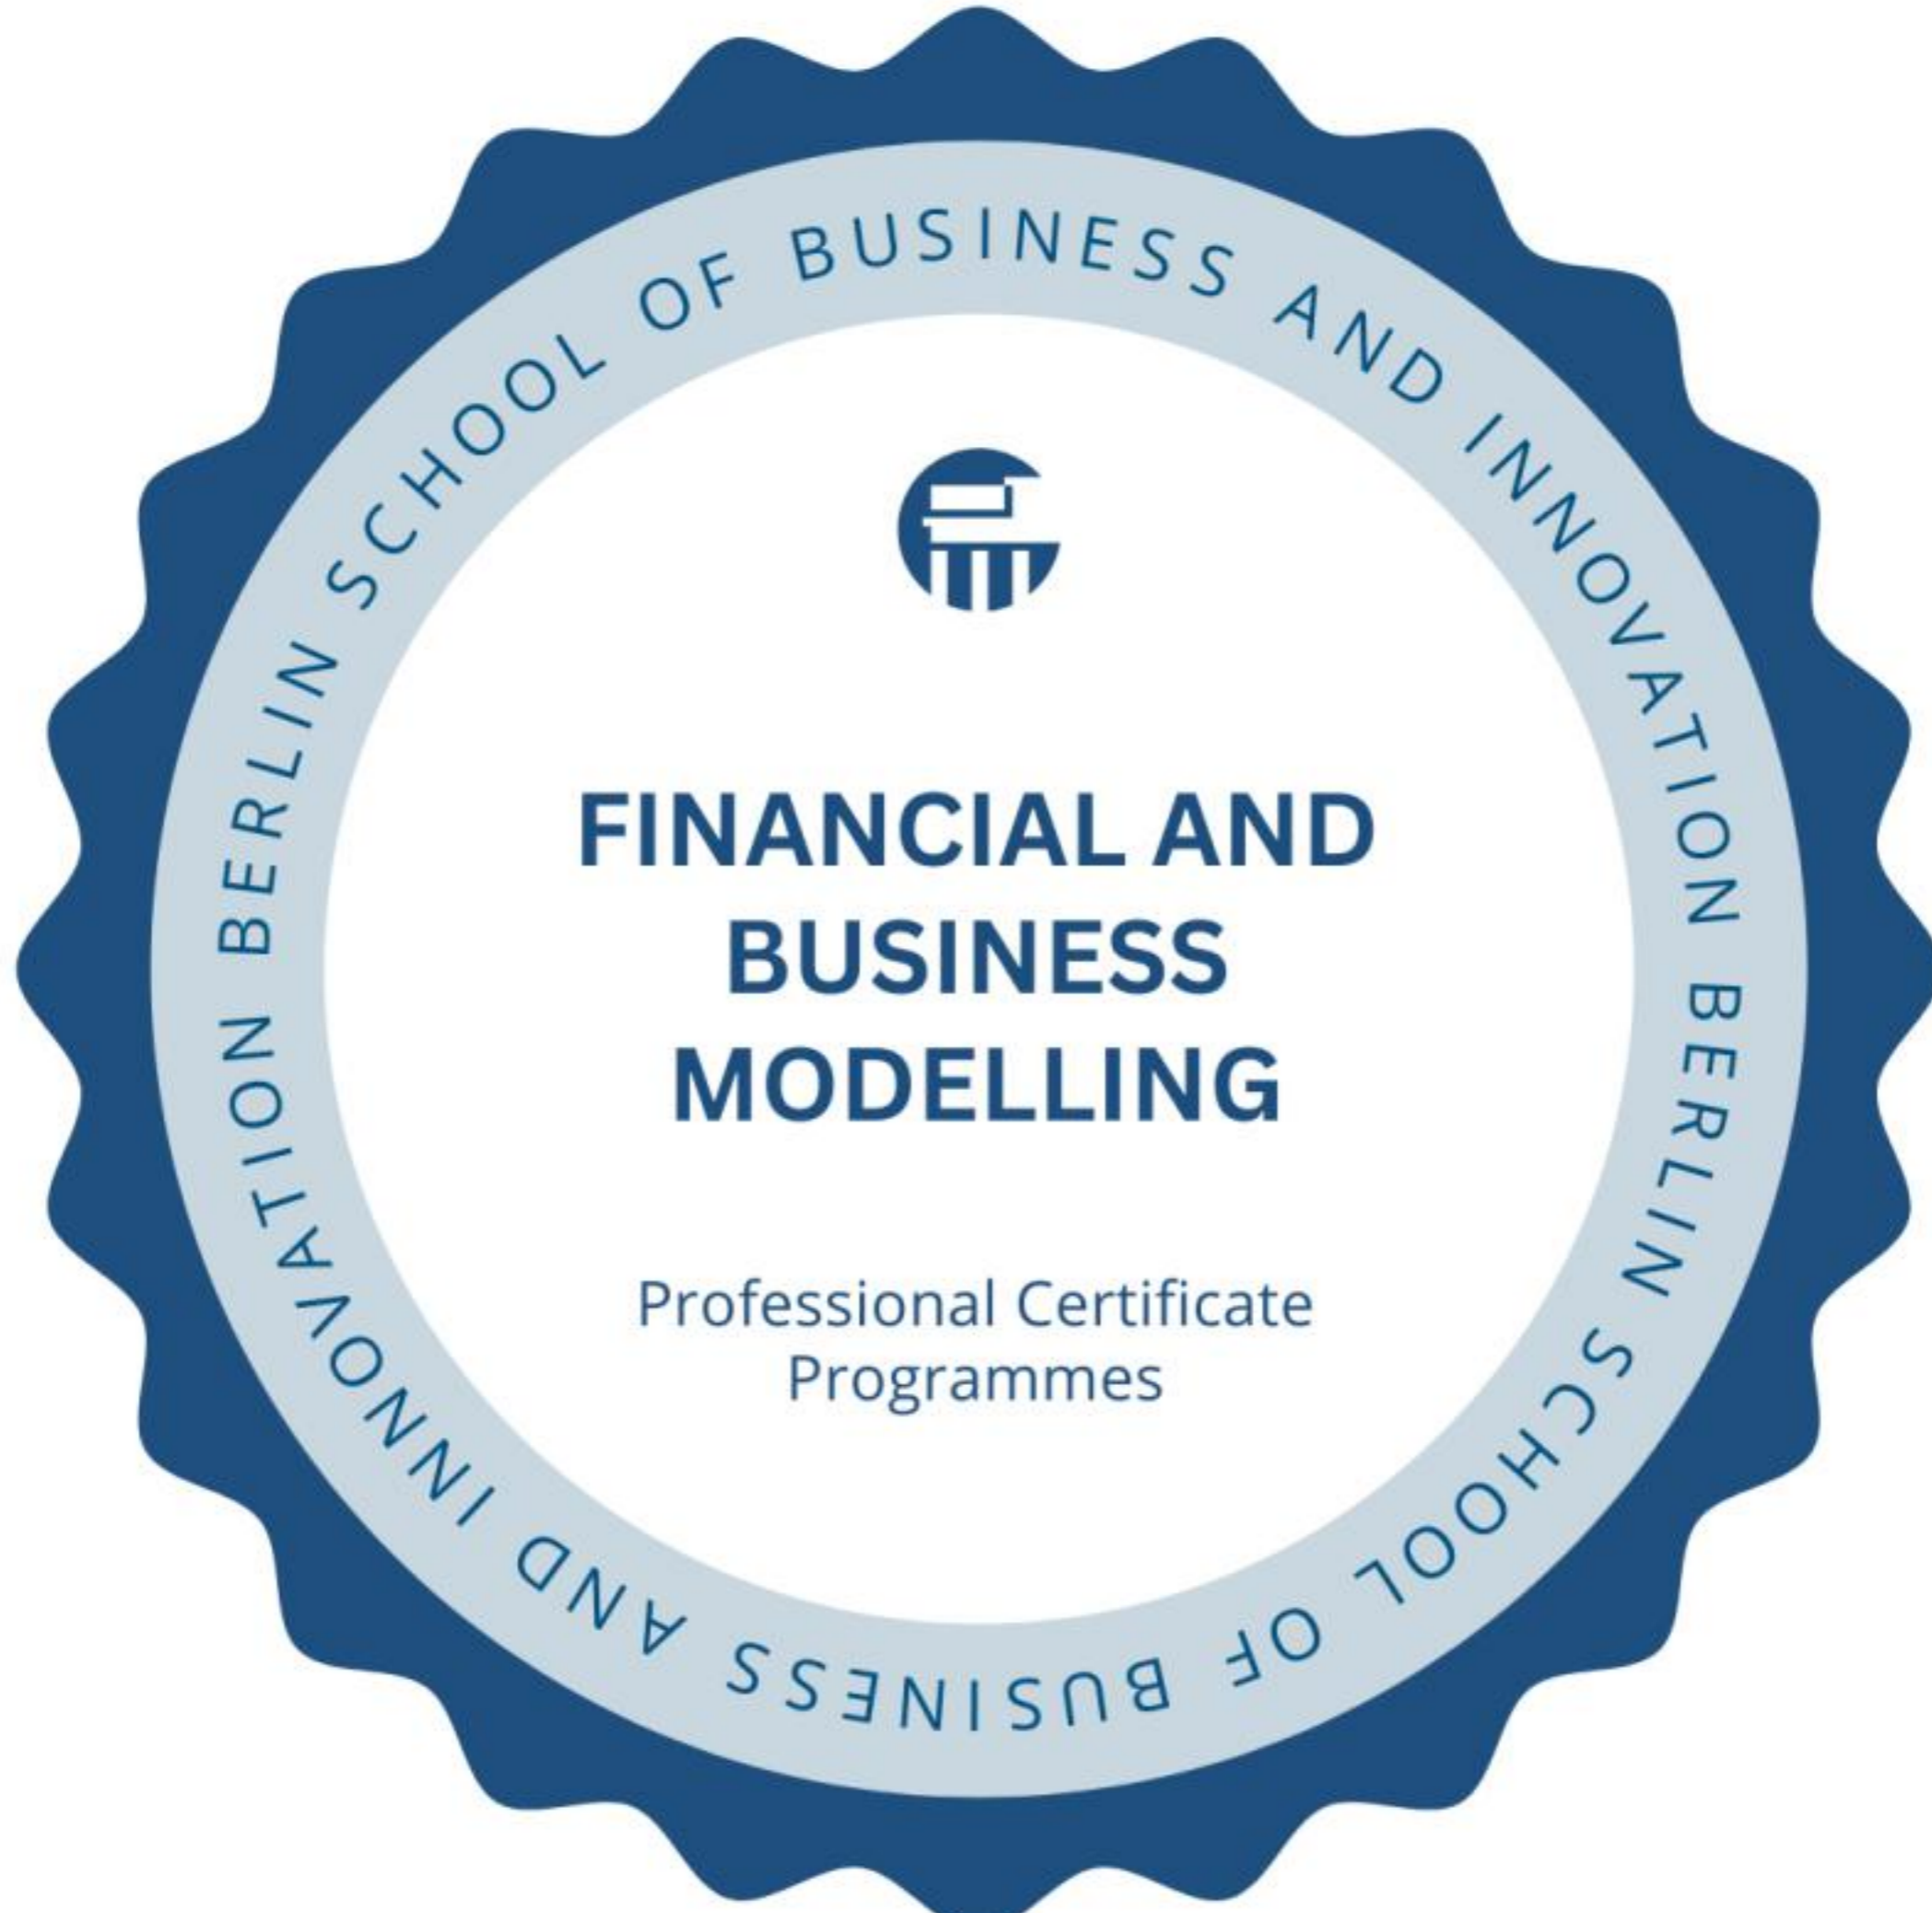 BERLIN SCHOOL OF BUSINESS AND INNOVATION BERLIN SCHOOL OF BUSINESS AND INNOVATION
FINANCIAL AND
BUSINESS
MODELLING
Professional Certificate
Programmes